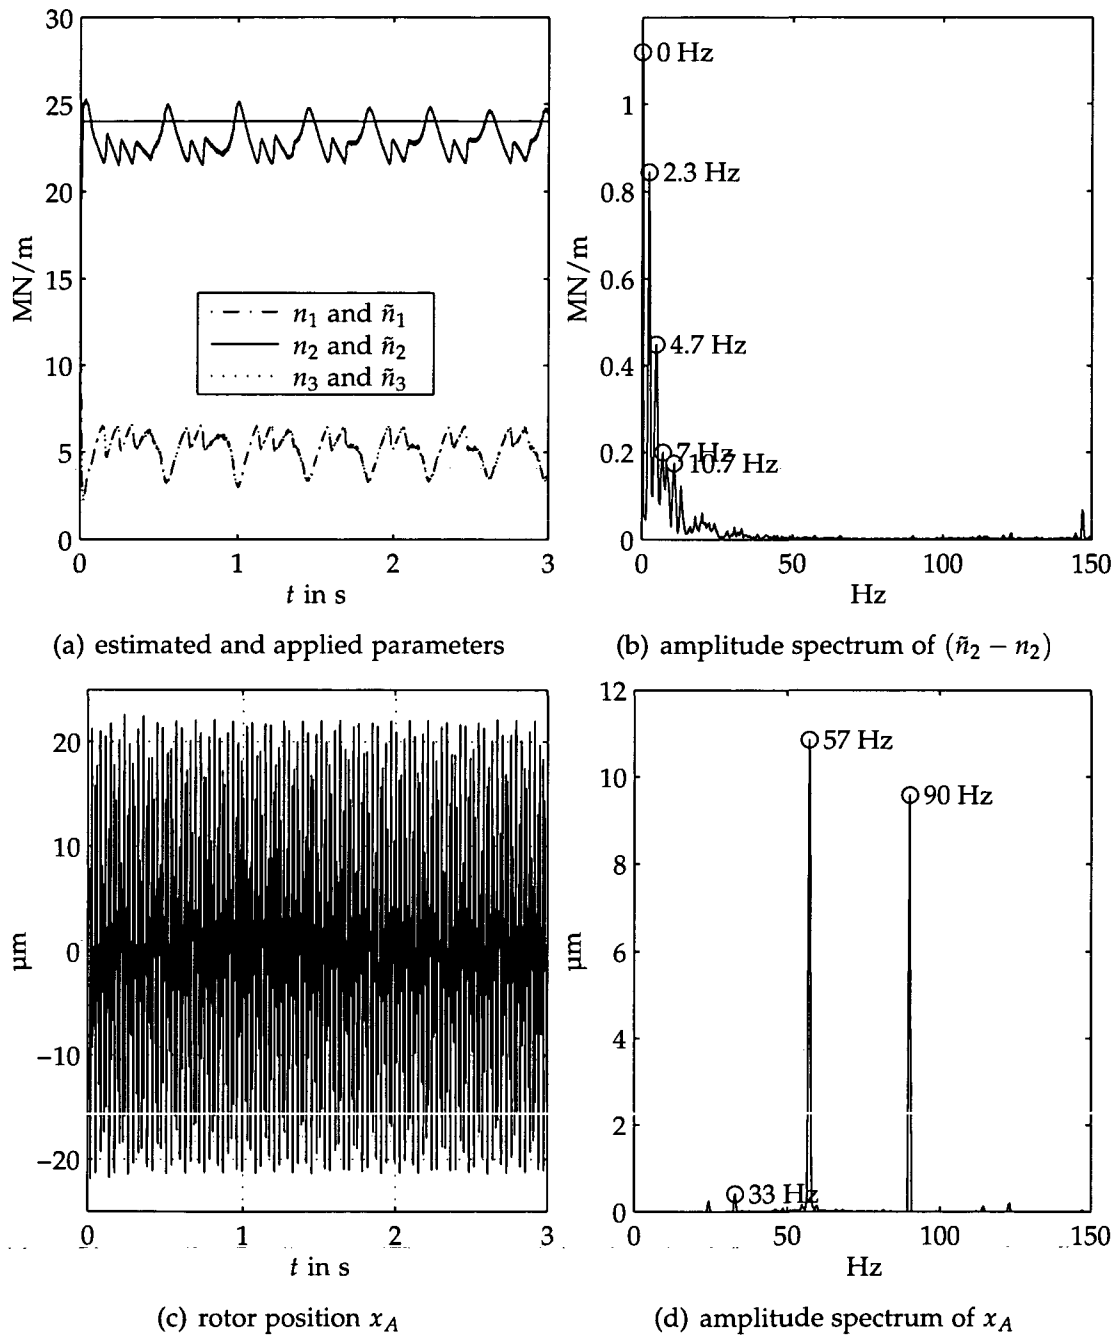 30
25
20
15
10
5
0
MN/m
n₁ and ñ₁
n₂ and ñ₂
n₃ and ñ₃
0 1 2 3
t in s
(a) estimated and applied parameters
1
0.8
0.6
0.4
0.2
0
MN/m
0 Hz
2.3 Hz
4.7 Hz
7 Hz
10.7 Hz
0 50 100 150
Hz
(b) amplitude spectrum of (ñ₂ − n₂)
20
10
0
−10
−20
μm
0 1 2 3
t in s
(c) rotor position x_A
12
10
8
6
4
2
0
μm
57 Hz
90 Hz
33 Hz
0 50 100 150
Hz
(d) amplitude spectrum of x_A